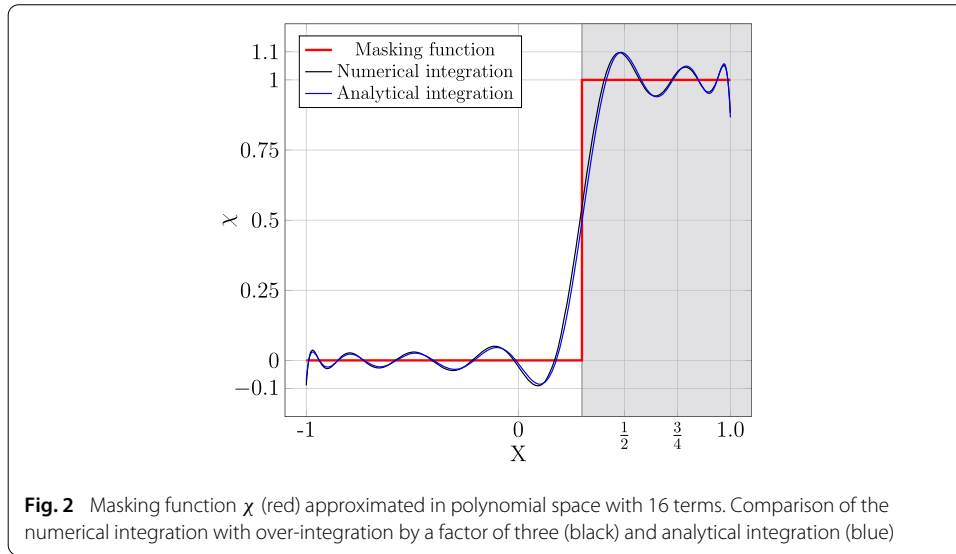 Masking function
Numerical integration
Analytical integration
1.1
1
0.75
0.5
0.25
0
−0.1
χ
-1
0
1/2
3/4
1.0
X
Fig. 2 Masking function χ (red) approximated in polynomial space with 16 terms. Comparison of the
numerical integration with over-integration by a factor of three (black) and analytical integration (blue)